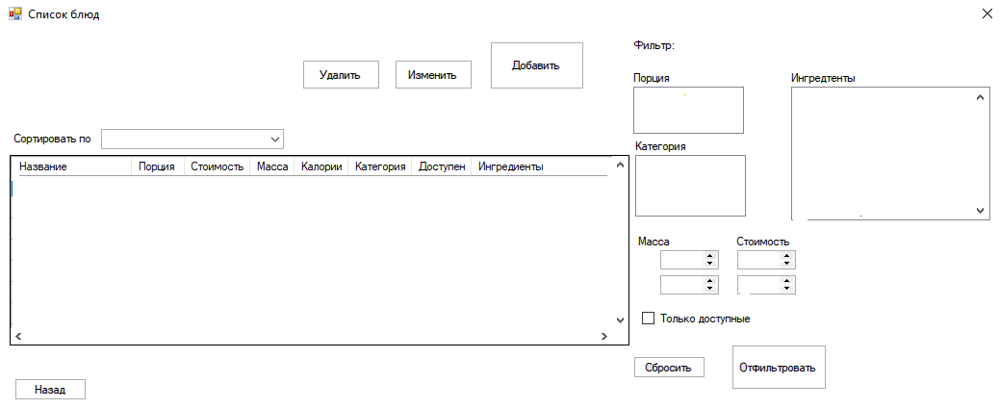 Список блюд
Удалить
Изменить
Добавить
Сортировать по
Название Порция Стоимость Масса Калории Категория Доступен Ингредиенты
Назад
Фильтр:
Порция
Ингредтенты
Категория
Масса
Стоимость
Только доступные
Сбросить
Отфильтровать